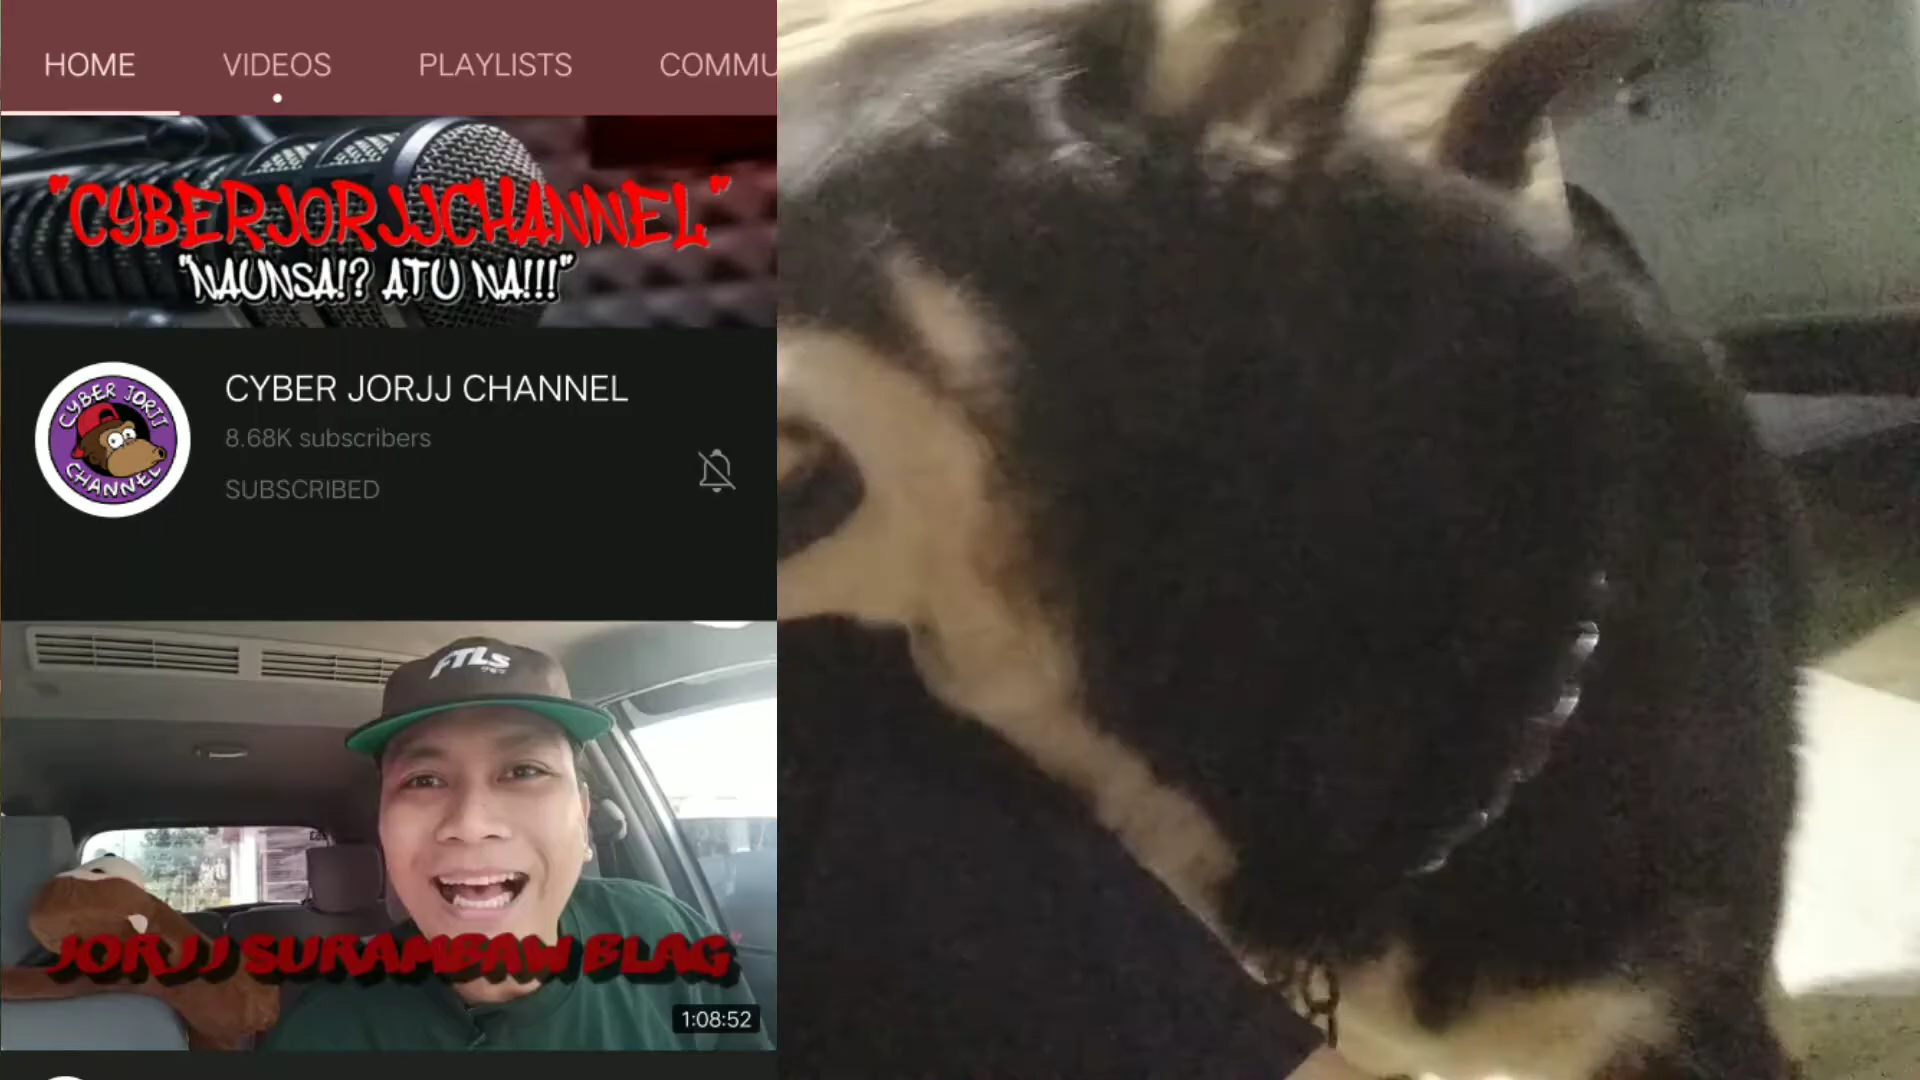 HOME VIDEOS PLAYLISTS COMMU
"CYBERJORJJCHANNEL"
"NAUNSA!? ATU NA!!!"
CYBER JORJJ CHANNEL
CYBER JORJJ
CHANNEL
8.68K subscribers
SUBSCRIBED
FTLS
JORJJ SURAMBAW BLAG"
1:08:52